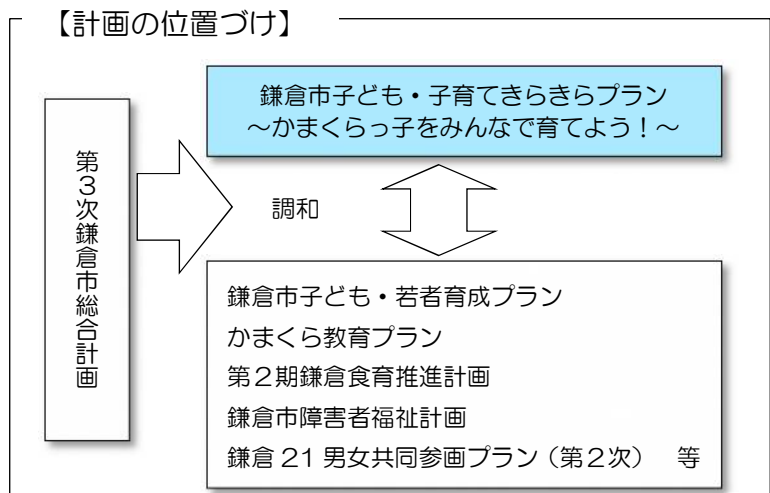 【計画の位置づけ】
鎌倉市子ども・子育てきらきらプラン
～かまくらっ子をみんなで育てよう！～
第３次鎌倉市総合計画
調和
鎌倉市子ども・若者育成プラン
かまくら教育プラン
第２期鎌倉食育推進計画
鎌倉市障害者福祉計画
鎌倉 21 男女共同参画プラン（第２次）　等